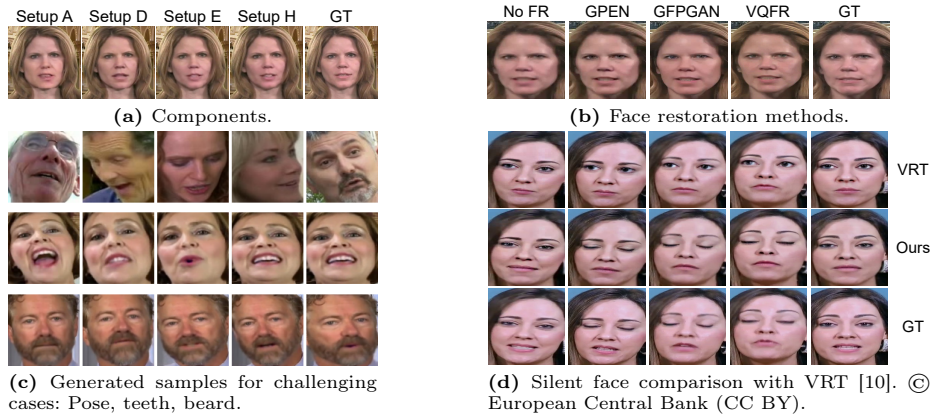 Setup A Setup D Setup E Setup H GT
(a) Components.
No FR GPEN GFPGAN VQFR GT
(b) Face restoration methods.
(c) Generated samples for challenging
cases: Pose, teeth, beard.
VRT
Ours
GT
(d) Silent face comparison with VRT [10]. ©
European Central Bank (CC BY).